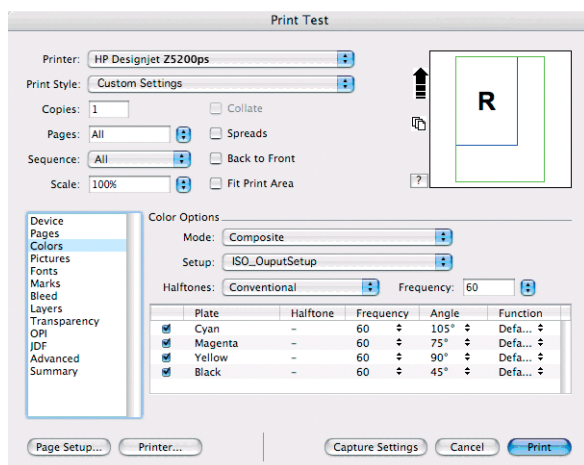 Print Test
Printer: HP Designjet Z5200ps
Print Style: Custom Settings
Copies: 1 Collate
Pages: All Spreads
Sequence: All Back to Front
Scale: 100% Fit Print Area
R
?
Device
Pages
Colors
Pictures
Fonts
Marks
Bleed
Layers
Transparency
OPI
JDF
Advanced
Summary
Color Options
Mode: Composite
Setup: ISO_OuputSetup
Halftones: Conventional Frequency: 60
Plate Halftone Frequency Angle Function
Cyan – 60 105° Defa...
Magenta – 60 75° Defa...
Yellow – 60 90° Defa...
Black – 60 45° Defa...
Page Setup... Printer... Capture Settings Cancel Print